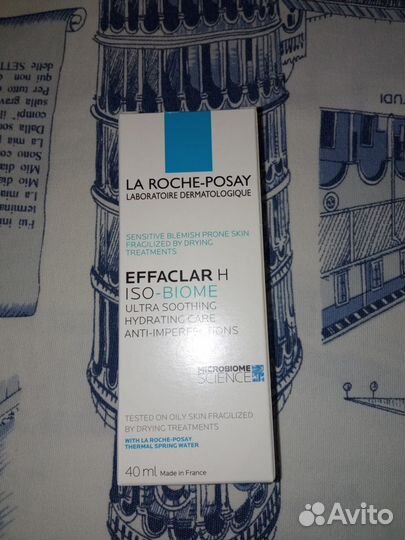 LA ROCHE-POSAY
LABORATOIRE DERMATOLOGIQUE
SENSITIVE BLEMISH PRONE SKIN
FRAGILIZED BY DRYING
TREATMENTS
EFFACLAR H
ISO-BIOME
ULTRA SOOTHING
HYDRATING CARE
ANTI-IMPERFECTIONS
MICROBIOME
SCIENCE
TESTED ON OILY SKIN FRAGILIZED
BY DRYING TREATMENTS
WITH LA ROCHE-POSAY
THERMAL SPRING WATER
40 ml Made in France
Avito